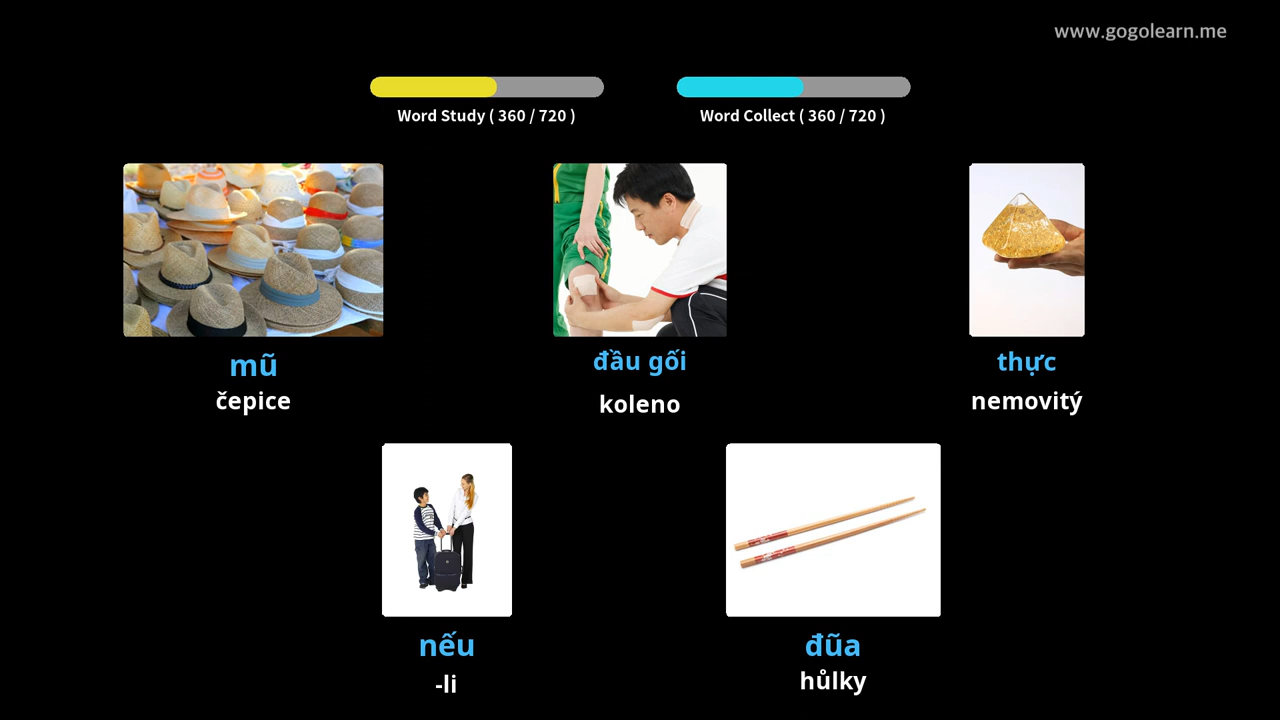 www.gogolearn.me
Word Study ( 360 / 720 )
Word Collect ( 360 / 720 )
mũ
čepice
đầu gối
koleno
thực
nemovitý
nếu
-li
đũa
hůlky